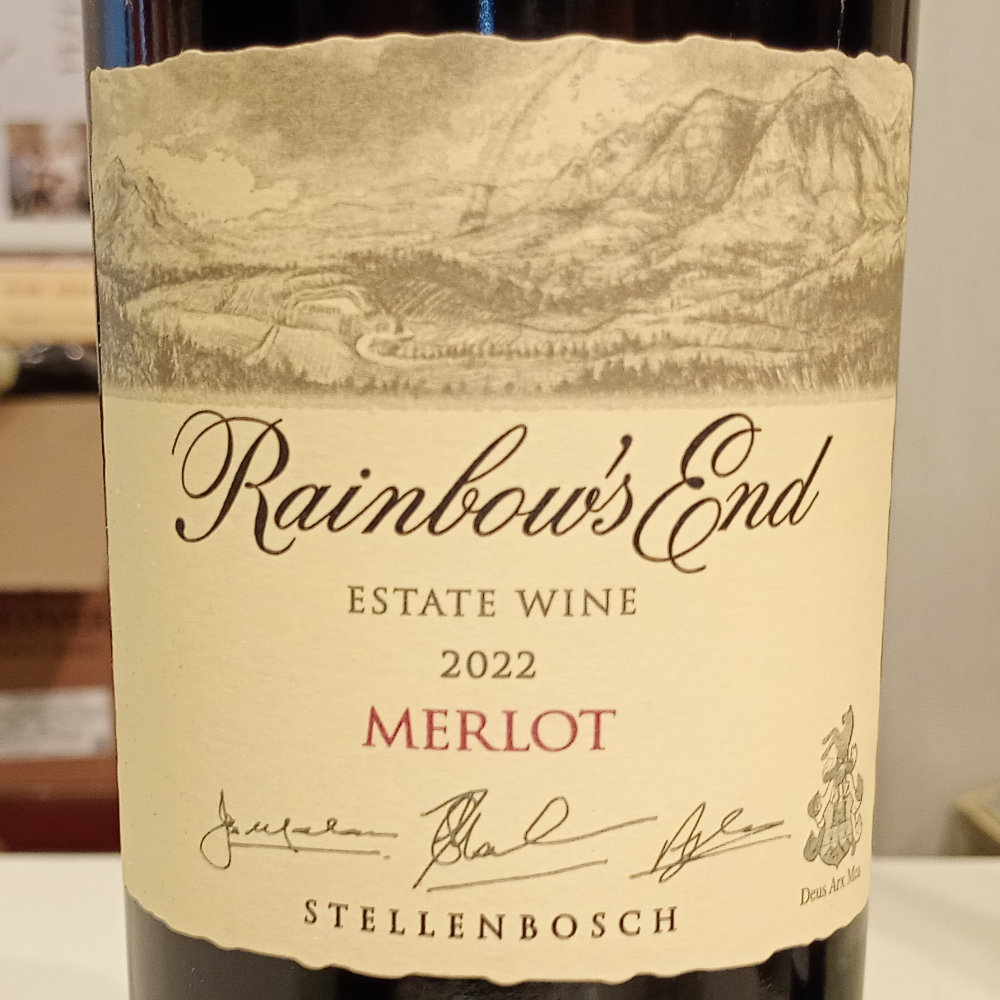 Rainbow's End
ESTATE WINE
2022
MERLOT
Deus Arx Mea
STELLENBOSCH